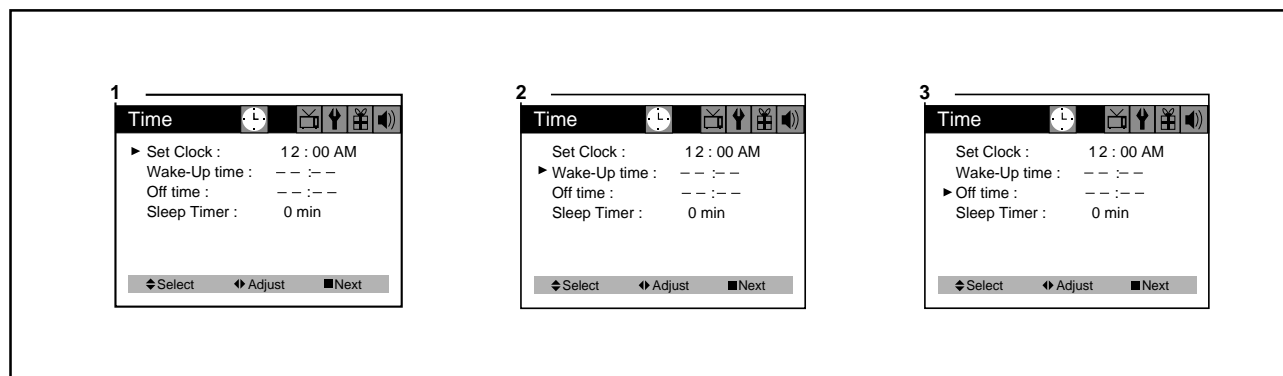 1
Time
► Set Clock : 12 : 00 AM
Wake-Up time : – – :– –
Off time : – – :– –
Sleep Timer : 0 min
Select Adjust Next
2
Time
Set Clock : 12 : 00 AM
► Wake-Up time : – – :– –
Off time : – – :– –
Sleep Timer : 0 min
Select Adjust Next
3
Time
Set Clock : 12 : 00 AM
Wake-Up time : – – :– –
► Off time : – – :– –
Sleep Timer : 0 min
Select Adjust Next